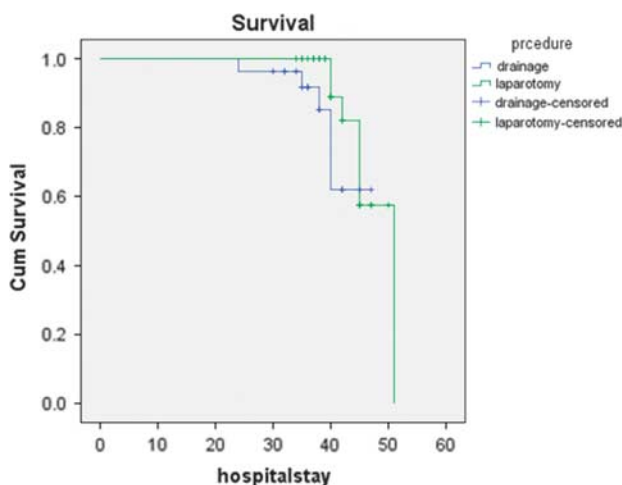 Survival
prcedure
drainage
laparotomy
drainage-censored
laparotomy-censored
Cum Survival
1.0
0.8
0.6
0.4
0.2
0.0
0 10 20 30 40 50 60
hospitalstay